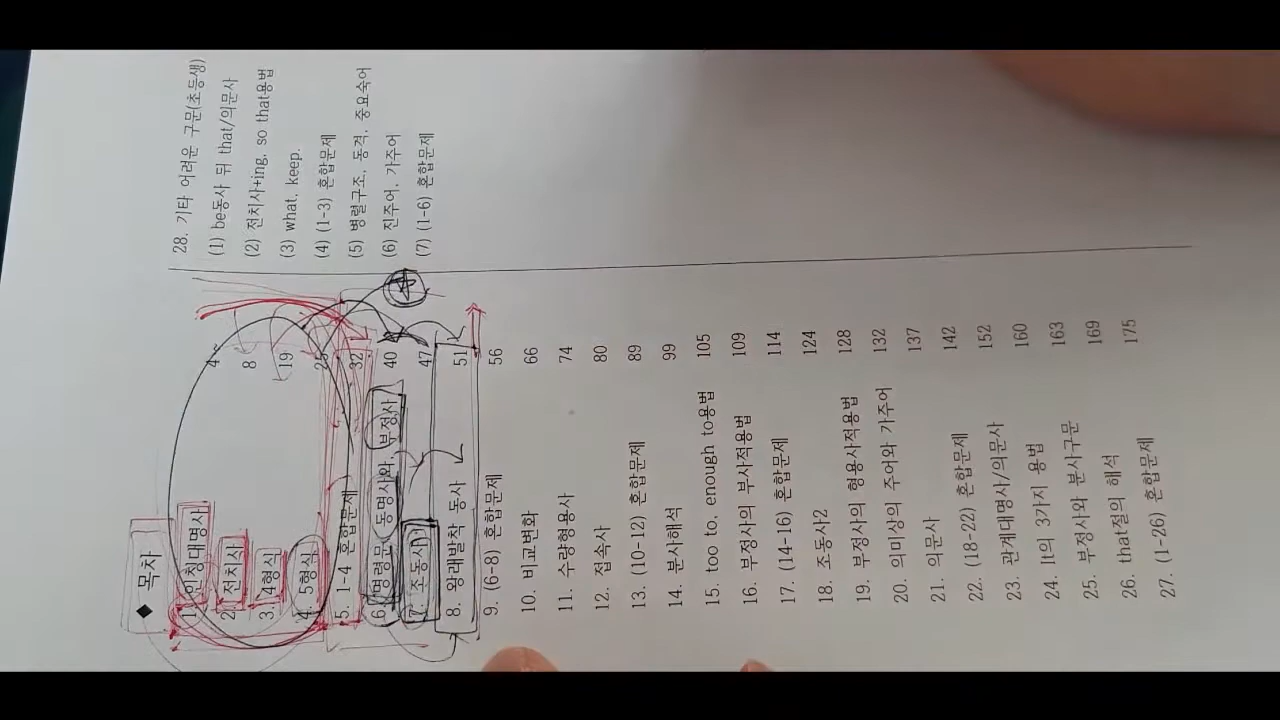 ◆ 목차
1. 인칭대명사 4
2. 전치사 8
3. 4형식 19
4. 5형식 25
5. 1-4 혼합문제 32
6. 명령문, 동명사와, 부정사 40
7. 조동사1 47
8. 왕래발착 동사 51
9. (6-8) 혼합문제 56
10. 비교변화 66
11. 수량형용사 74
12. 접속사 80
13. (10-12) 혼합문제 89
14. 분사해석 99
15. too to, enough to용법 105
16. 부정사의 부사적용법 109
17. (14-16) 혼합문제 114
18. 조동사2 124
19. 부정사의 형용사적용법 128
20. 의미상의 주어와 가주어 132
21. 의문사 137
22. (18-22) 혼합문제 142
23. 관계대명사/의문사 152
24. It의 3가지 용법 160
25. 부정사와 분사구문 163
26. that절의 해석 169
27. (1-26) 혼합문제 175
28. 기타 어려운 구문(초등생)
(1) be동사 뒤 that/의문사
(2) 전치사+ing, so that용법
(3) what, keep.
(4) (1-3) 혼합문제
(5) 병렬구조, 동격, 중요숙어
(6) 진주어, 가주어
(7) (1-6) 혼합문제